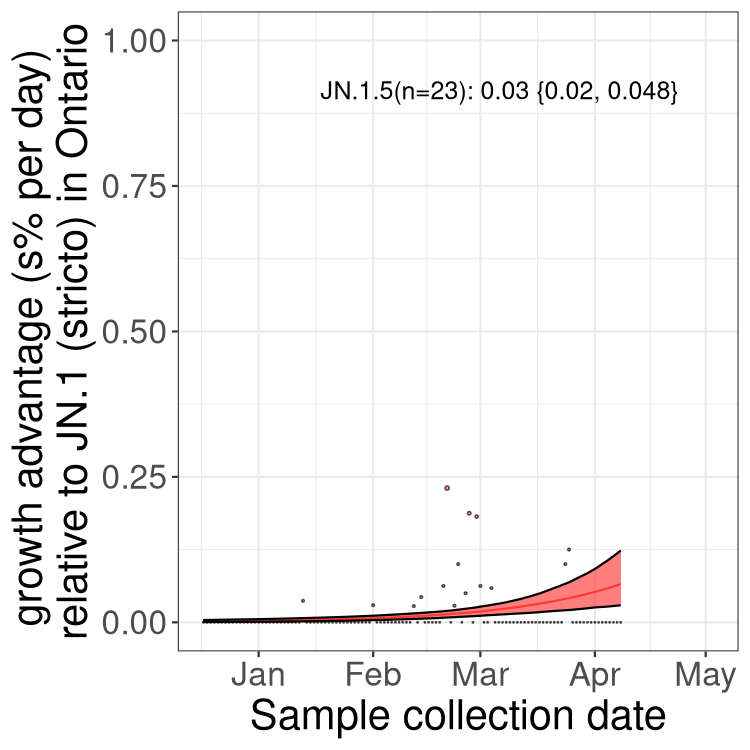 growth advantage (s% per day)
relative to JN.1 (stricto) in Ontario
1.00
0.75
0.50
0.25
0.00
JN.1.5(n=23): 0.03 {0.02, 0.048}
Jan Feb Mar Apr May
Sample collection date